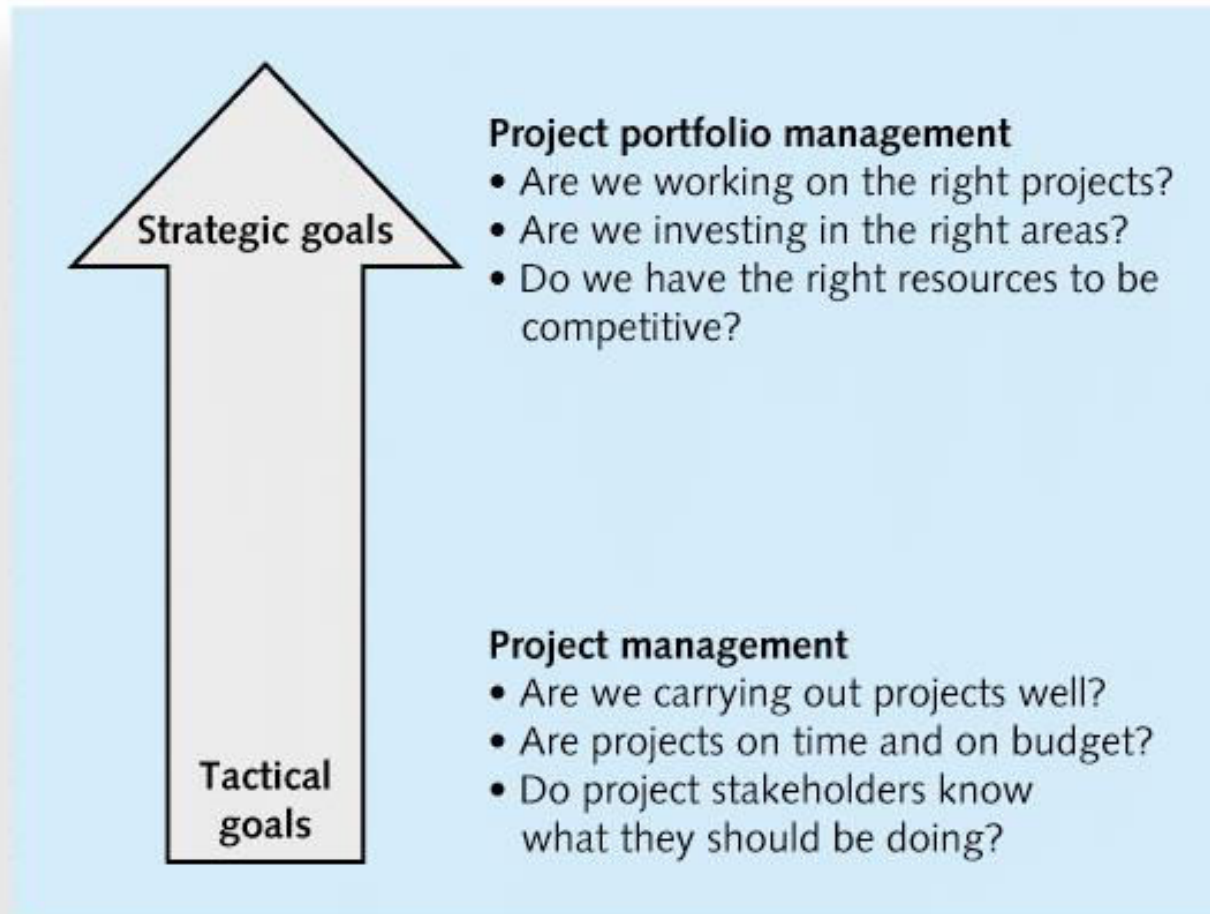 Strategic goals
Project portfolio management
• Are we working on the right projects?
• Are we investing in the right areas?
• Do we have the right resources to be
competitive?
Tactical
goals
Project management
• Are we carrying out projects well?
• Are projects on time and on budget?
• Do project stakeholders know
what they should be doing?